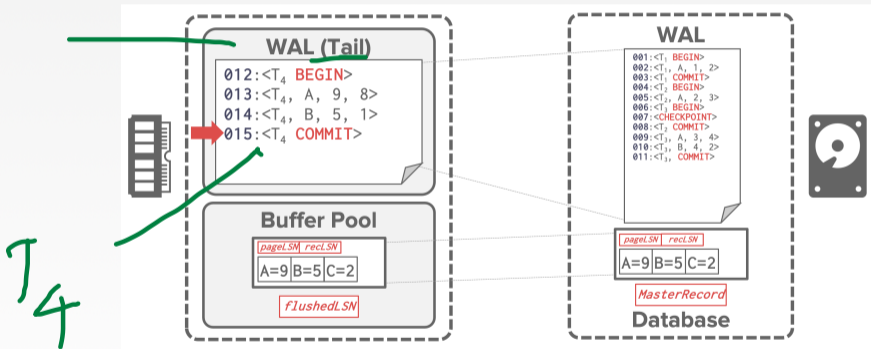 WAL (Tail)
012:<T4 BEGIN>
013:<T4, A, 9, 8>
014:<T4, B, 5, 1>
015:<T4 COMMIT>
Buffer Pool
pageLSN recLSN
A=9 B=5 C=2
flushedLSN
T4
WAL
001:<T1 BEGIN>
002:<T1, A, 1, 2>
003:<T1 COMMIT>
004:<T2 BEGIN>
005:<T2, A, 2, 3>
006:<T3 BEGIN>
007:<CHECKPOINT>
008:<T2 COMMIT>
009:<T3, A, 3, 4>
010:<T3, B, 4, 2>
011:<T3, COMMIT>
pageLSN recLSN
A=9 B=5 C=2
MasterRecord
Database